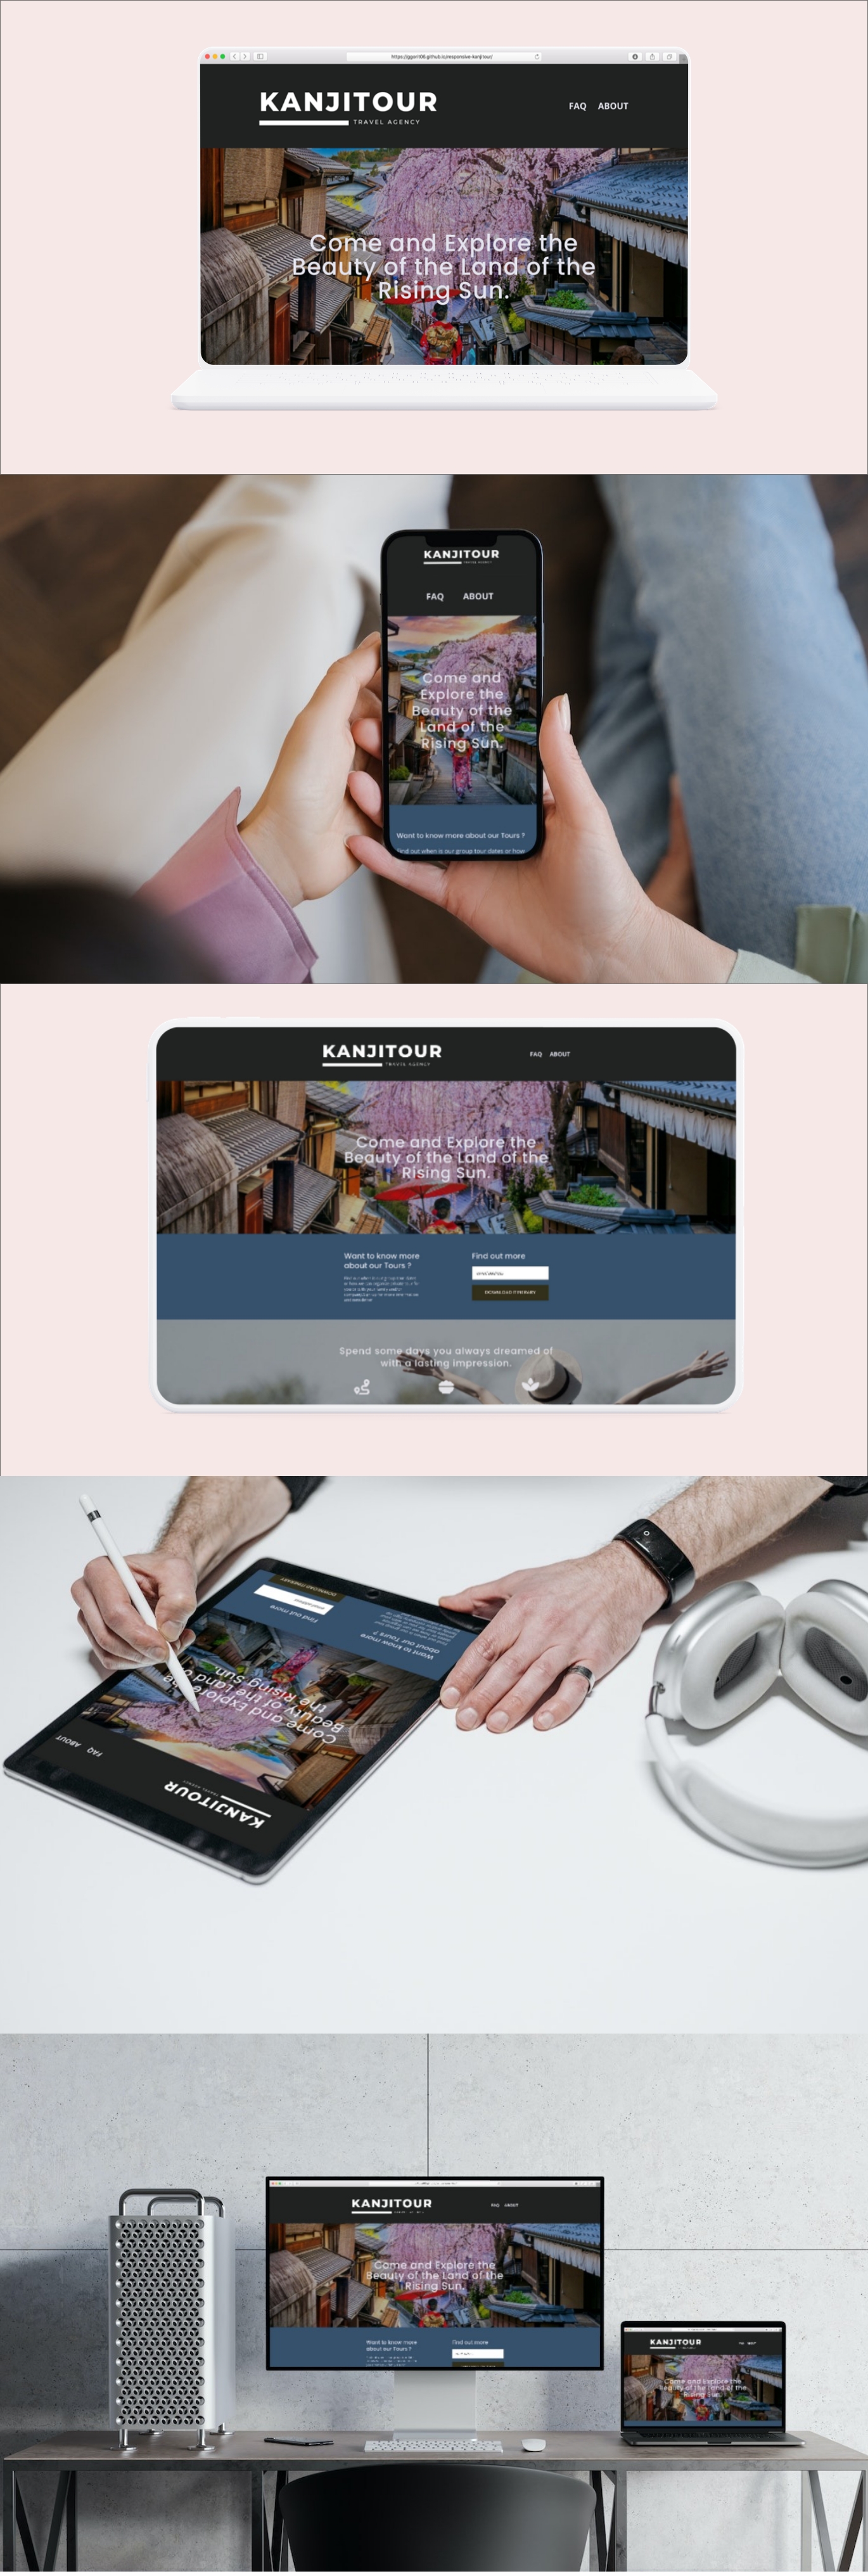 https://ggwrit06.github.io/responsive-kanjitour/
KANJITOUR
TRAVEL AGENCY
FAQ ABOUT
Come and Explore the
Beauty of the Land of the
Rising Sun.
KANJITOUR
TRAVEL AGENCY
FAQ ABOUT
Come and
Explore the
Beauty of the
Land of the
Rising Sun.
Want to know more about our Tours ?
Find out when is our group tour dates or how
KANJITOUR
TRAVEL AGENCY
FAQ ABOUT
Come and Explore the
Beauty of the Land of the
Rising Sun.
Want to know more
about our Tours ?
Find out more
DOWNLOAD ITINERARY
Spend some days you always dreamed of
with a lasting impression.
KANJITOUR
TRAVEL AGENCY
FAQ ABOUT
Come and Explore
Beauty of the Land of
the Rising Sun.
Want to know more
about our Tours ?
Find out more
DOWNLOAD ITINERARY
KANJITOUR
FAQ ABOUT
Come and Explore the
Beauty of the Land of the
Rising Sun.
Want to know more
about our Tours ?
Find out more
KANJITOUR
FAQ ABOUT
Come and Explore the
Beauty of the Land of the
Rising Sun.